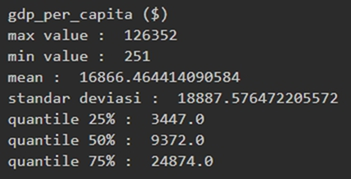 gdp_per_capita ($)
max value :  126352
min value :  251
mean :  16866.464414090584
standar deviasi :  18887.576472205572
quantile 25% :  3447.0
quantile 50% :  9372.0
quantile 75% :  24874.0